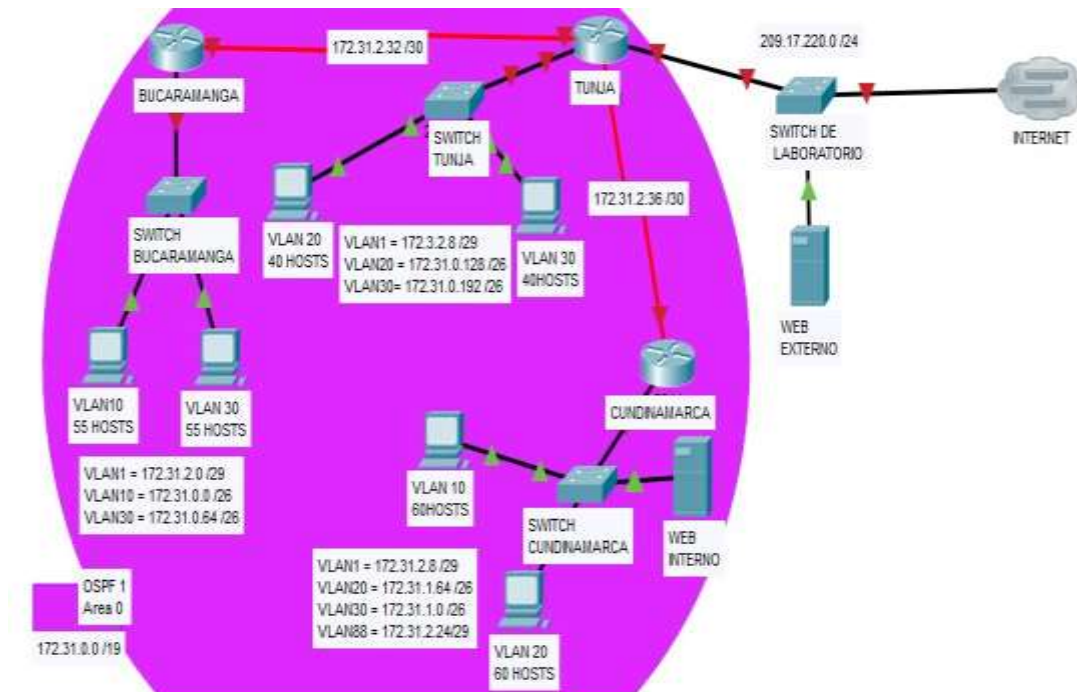 172.31.2.32 /30
209.17.220.0 /24
BUCARAMANGA
TUNJA
INTERNET
SWITCH DE
LABORATORIO
SWITCH
TUNJA
172.31.2.36 /30
SWITCH
BUCARAMANGA
VLAN 20
40 HOSTS
VLAN1 = 172.3.2.8 /29
VLAN20 = 172.31.0.128 /26
VLAN30= 172.31.0.192 /26
VLAN 30
40HOSTS
WEB
EXTERNO
VLAN10
55 HOSTS
VLAN 30
55 HOSTS
CUNDINAMARCA
VLAN1 = 172.31.2.0 /29
VLAN10 = 172.31.0.0 /26
VLAN30 = 172.31.0.64 /26
VLAN 10
60HOSTS
SWITCH
CUNDINAMARCA
WEB
INTERNO
VLAN1 = 172.31.2.8 /29
VLAN20 = 172.31.1.64 /26
VLAN30 = 172.31.1.0 /26
VLAN88 = 172.31.2.24/29
OSPF 1
Area 0
172.31.0.0 /19
VLAN 20
60 HOSTS